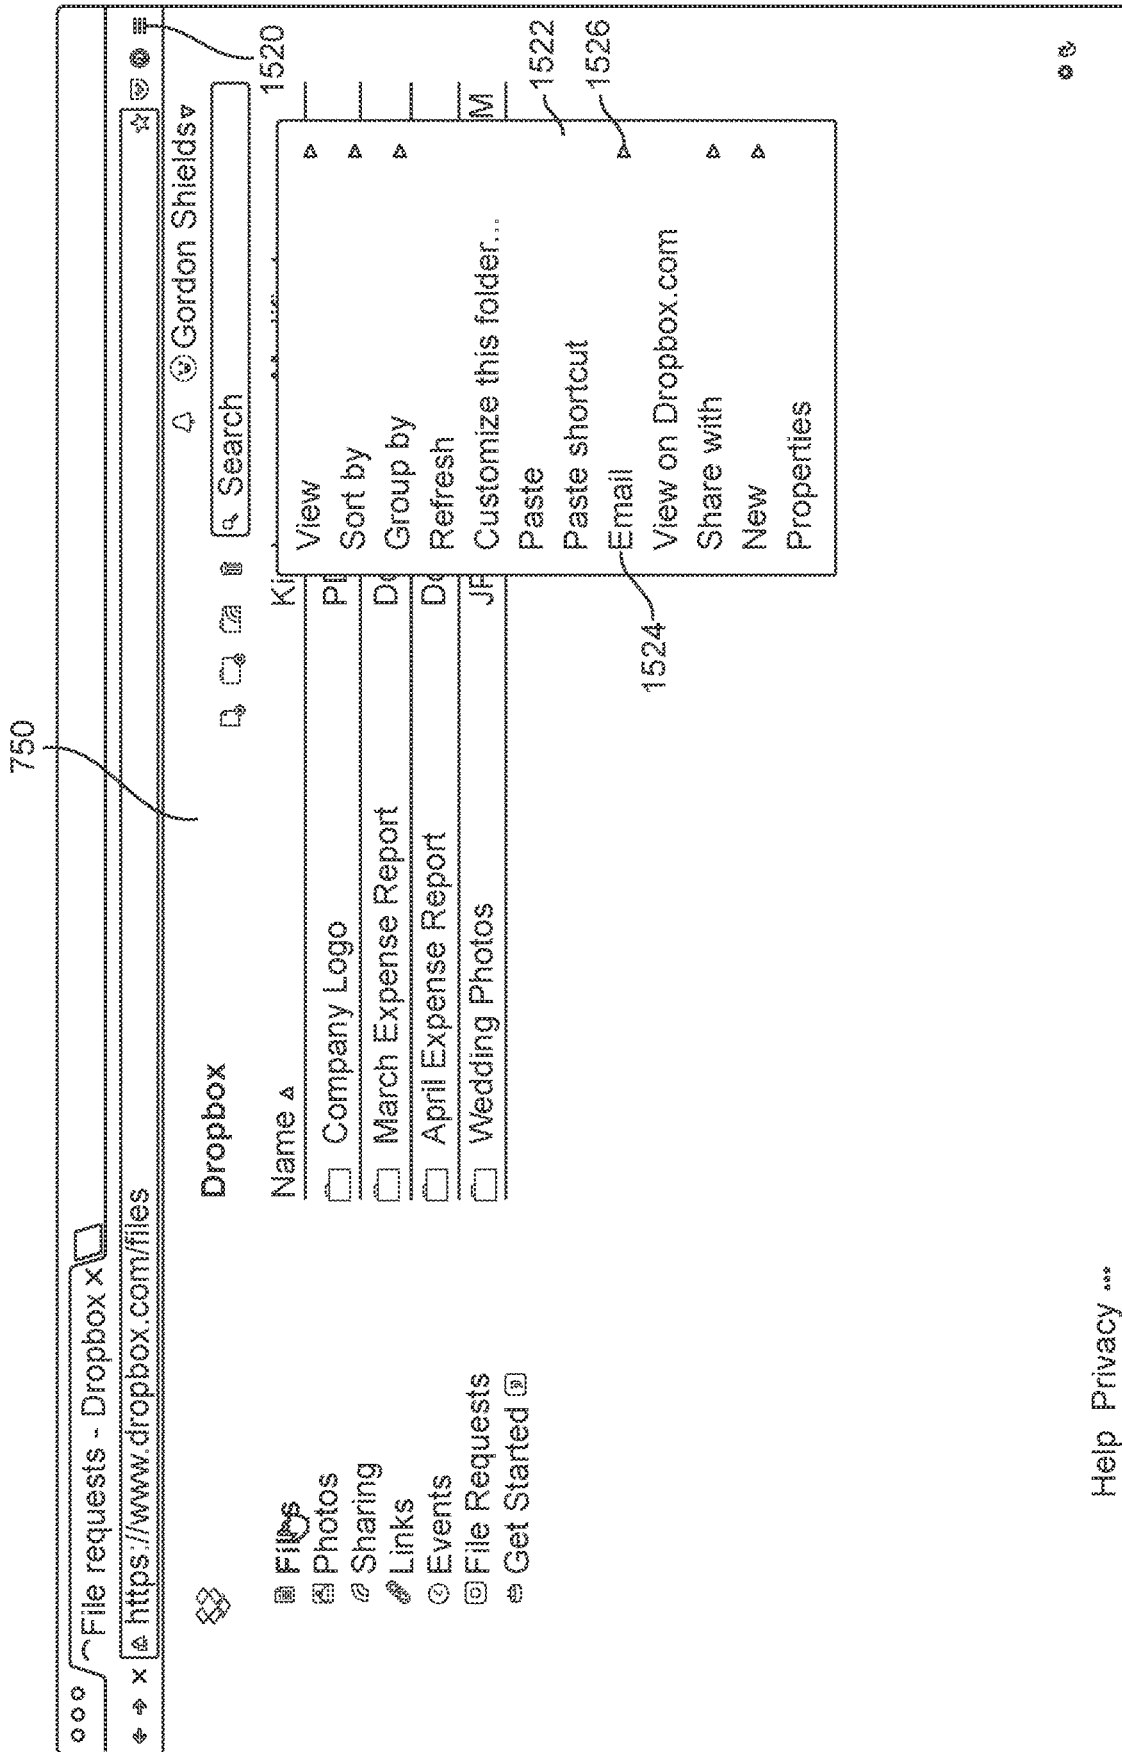 750
File requests - Dropbox X
https://www.dropbox.com/files
1520
Gordon Shields
Dropbox
Search
Files
Photos
Sharing
Links
Events
File Requests
Get Started
Name
Company Logo
March Expense Report
April Expense Report
Wedding Photos
View
Sort by
Group by
Refresh
Customize this folder...
Paste
Paste shortcut
Email
View on Dropbox.com
Share with
New
Properties
1522
1526
1524
Help Privacy ...